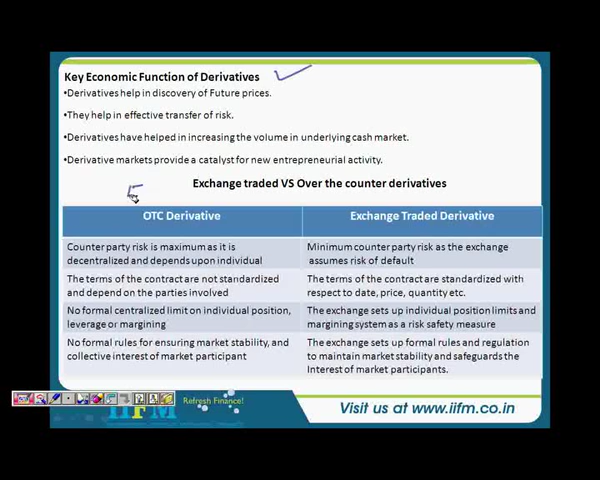 Key Economic Function of Derivatives
•Derivatives help in discovery of Future prices.
•They help in effective transfer of risk.
•Derivatives have helped in increasing the volume in underlying cash market.
•Derivative markets provide a catalyst for new entrepreneurial activity.
Exchange traded VS Over the counter derivatives
OTC Derivative
Exchange Traded Derivative
Counter party risk is maximum as it is
decentralized and depends upon individual
Minimum counter party risk as the exchange
assumes risk of default
The terms of the contract are not standardized
and depend on the parties involved
The terms of the contract are standardized with
respect to date, price, quantity etc.
No formal centralized limit on individual position,
leverage or margining
The exchange sets up individual position limits and
margining system as a risk safety measure
No formal rules for ensuring market stability, and
collective interest of market participant
The exchange sets up formal rules and regulation
to maintain market stability and safeguards the
Interest of market participants.
IIFM
Refresh Finance!
Visit us at www.iifm.co.in